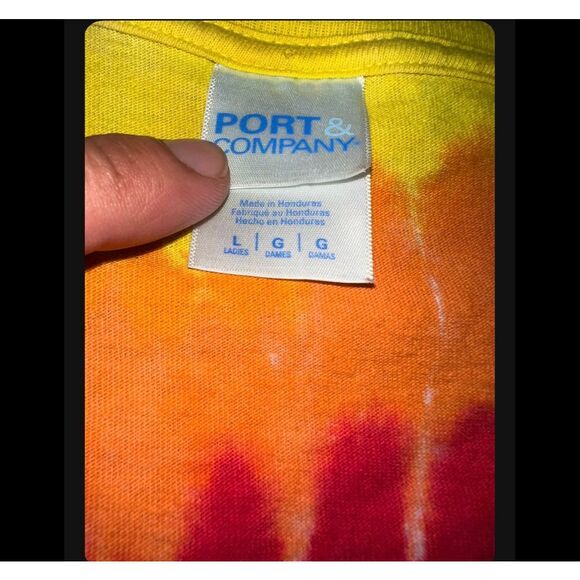 PORT &
COMPANY
Made in Honduras
Fabriqué au Honduras
Hecho en Honduras
L | G | G
LADIES | DAMES | DAMAS